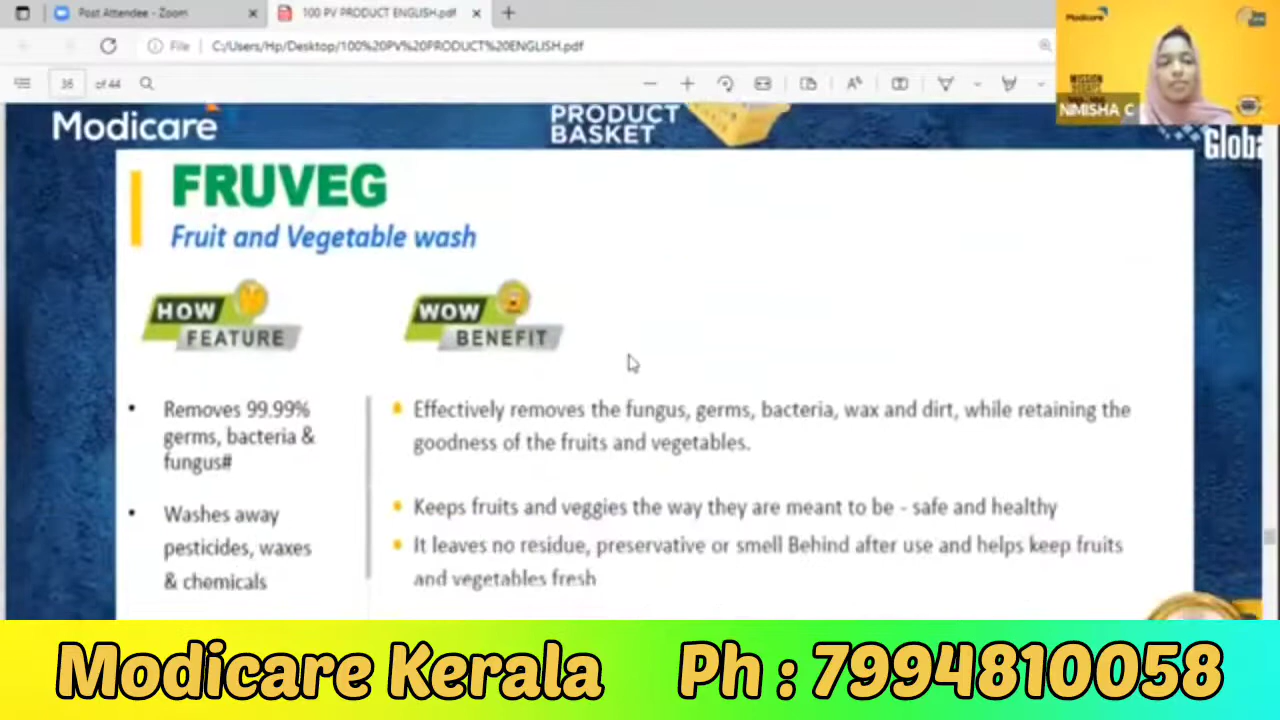 Post Attendee - Zoom
100 PV PRODUCT ENGLISH.pdf
File
C:/Users/Hp/Desktop/100%20PV%20PRODUCT%20ENGLISH.pdf
36 of 44
Modicare
NIMISHA C
Modicare
PRODUCT
BASKET
Globa
FRUVEG
Fruit and Vegetable wash
HOW
FEATURE
WOW
BENEFIT
• Removes 99.99%
germs, bacteria &
fungus#
• Washes away
pesticides, waxes
& chemicals
Effectively removes the fungus, germs, bacteria, wax and dirt, while retaining the
goodness of the fruits and vegetables.
Keeps fruits and veggies the way they are meant to be - safe and healthy
It leaves no residue, preservative or smell Behind after use and helps keep fruits
and vegetables fresh
Modicare Kerala Ph : 7994810058